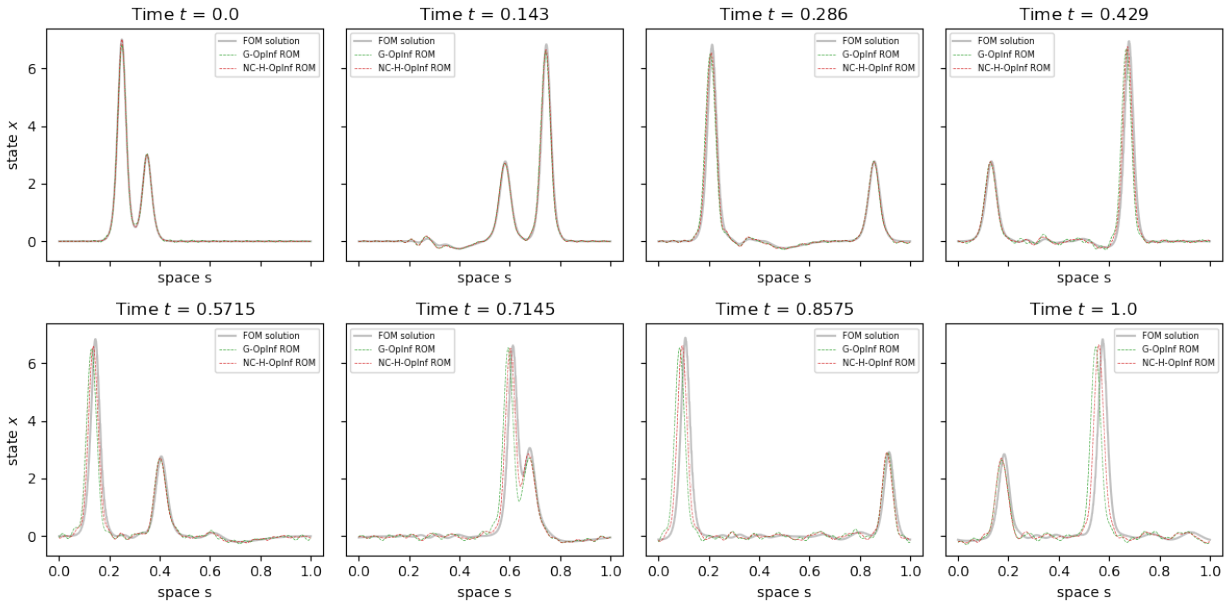 Time t = 0.0
FOM solution
G-OpInf ROM
NC-H-OpInf ROM
6
4
2
0
state x
space s
Time t = 0.143
FOM solution
G-OpInf ROM
NC-H-OpInf ROM
space s
Time t = 0.286
FOM solution
G-OpInf ROM
NC-H-OpInf ROM
space s
Time t = 0.429
FOM solution
G-OpInf ROM
NC-H-OpInf ROM
space s
Time t = 0.5715
FOM solution
G-OpInf ROM
NC-H-OpInf ROM
6
4
2
0
state x
0.0 0.2 0.4 0.6 0.8 1.0
space s
Time t = 0.7145
FOM solution
G-OpInf ROM
NC-H-OpInf ROM
0.0 0.2 0.4 0.6 0.8 1.0
space s
Time t = 0.8575
FOM solution
G-OpInf ROM
NC-H-OpInf ROM
0.0 0.2 0.4 0.6 0.8 1.0
space s
Time t = 1.0
FOM solution
G-OpInf ROM
NC-H-OpInf ROM
0.0 0.2 0.4 0.6 0.8 1.0
space s